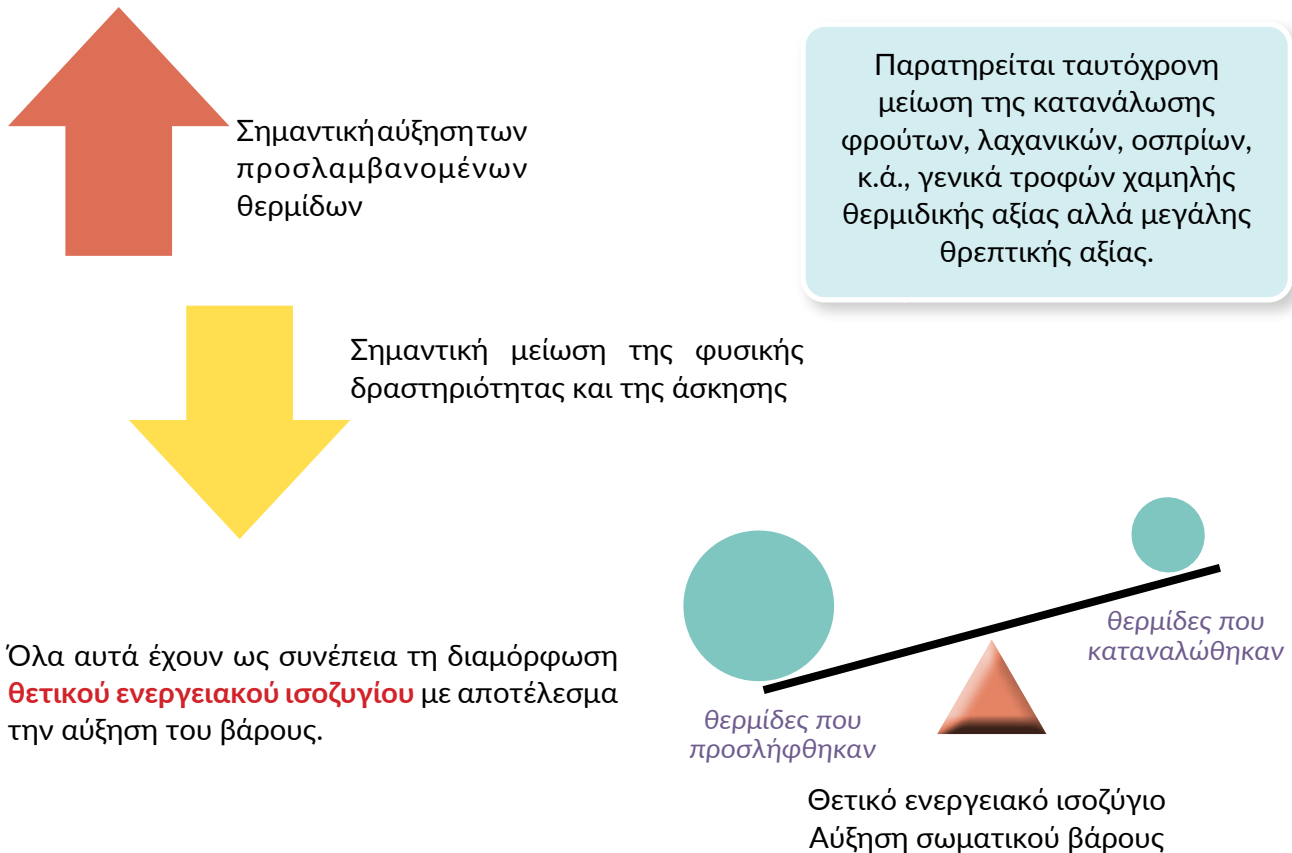 Σημαντική αύξηση των
προσλαμβανομένων
θερμίδων
Παρατηρείται ταυτόχρονη
μείωση της κατανάλωσης
φρούτων, λαχανικών, οσπρίων,
κ.ά., γενικά τροφών χαμηλής
θερμιδικής αξίας αλλά μεγάλης
θρεπτικής αξίας.
Σημαντική μείωση της φυσικής
δραστηριότητας και της άσκησης
Όλα αυτά έχουν ως συνέπεια τη διαμόρφωση
θετικού ενεργειακού ισοζυγίου με αποτέλεσμα
την αύξηση του βάρους.
θερμίδες που
καταναλώθηκαν
θερμίδες που
προσλήφθηκαν
Θετικό ενεργειακό ισοζύγιο
Αύξηση σωματικού βάρους